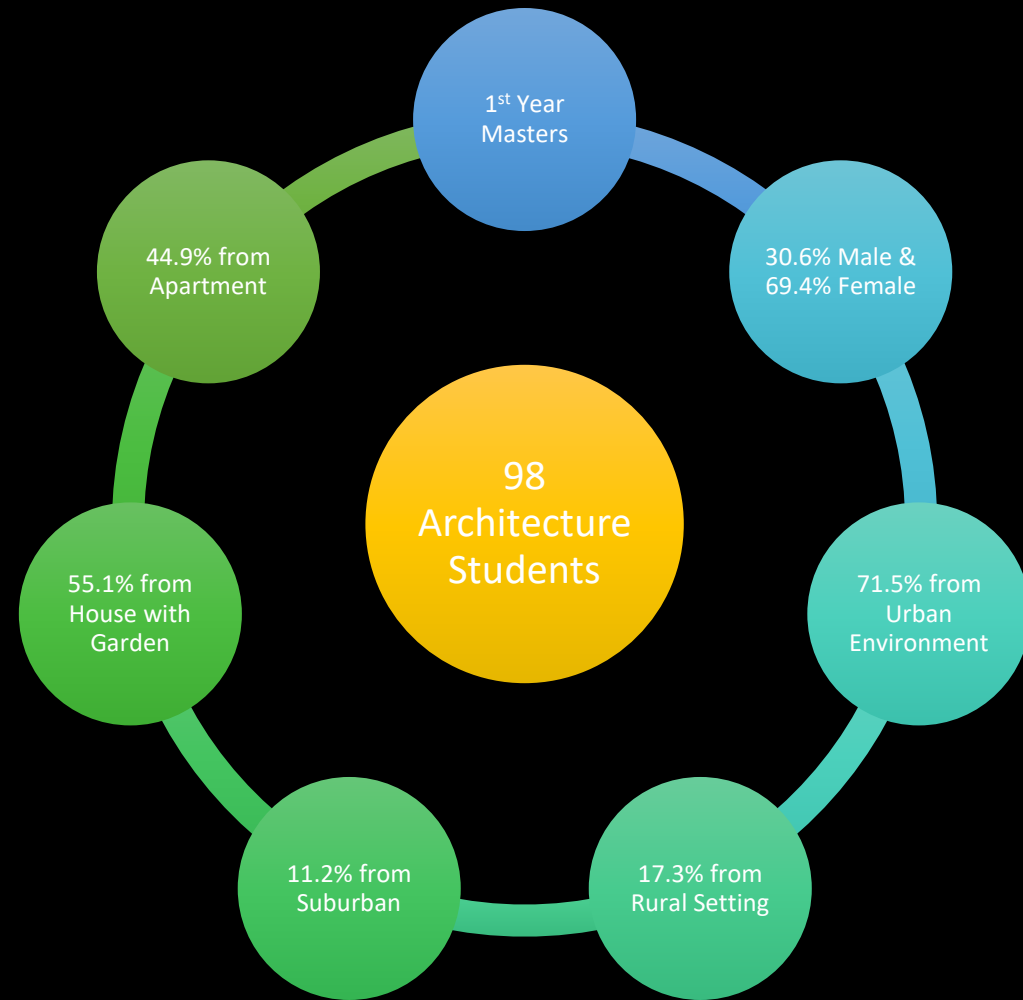 1st Year
Masters
30.6% Male &
69.4% Female
71.5% from
Urban
Environment
17.3% from
Rural Setting
11.2% from
Suburban
55.1% from
House with
Garden
44.9% from
Apartment
98
Architecture
Students